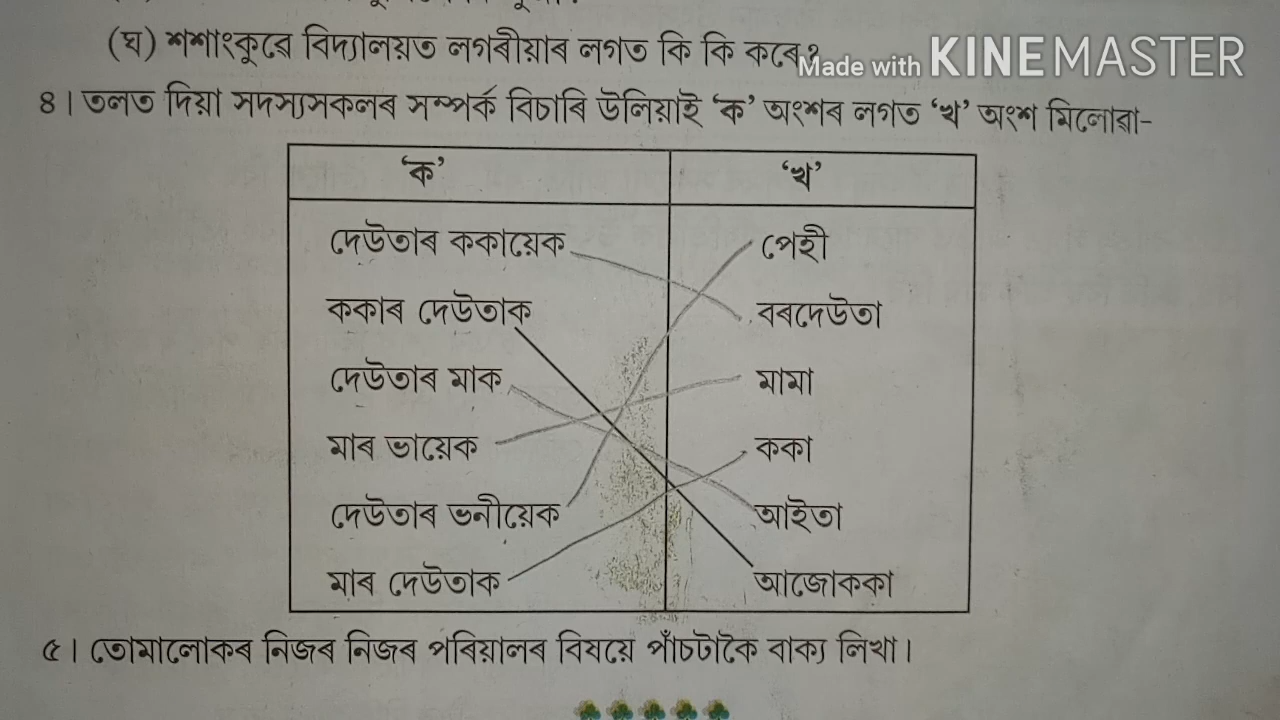 (ঘ) শশাংকুৱে বিদ্যালয়ত লগৰীয়াৰ লগত কি কি কৰে?
Made with KINEMASTER
৪। তলত দিয়া সদস্যসকলৰ সম্পৰ্ক বিচাৰি উলিয়াই ‘ক’ অংশৰ লগত ‘খ’ অংশ মিলোৱা-
‘ক’ ‘খ’
দেউতাৰ ককায়েক পেহী
ককাৰ দেউতাক বৰদেউতা
দেউতাৰ মাক মামা
মাৰ ভায়েক ককা
দেউতাৰ ভনীয়েক আইতা
মাৰ দেউতাক আজোককা
৫। তোমালোকৰ নিজৰ নিজৰ পৰিয়ালৰ বিষয়ে পাঁচটাকৈ বাক্য লিখা।